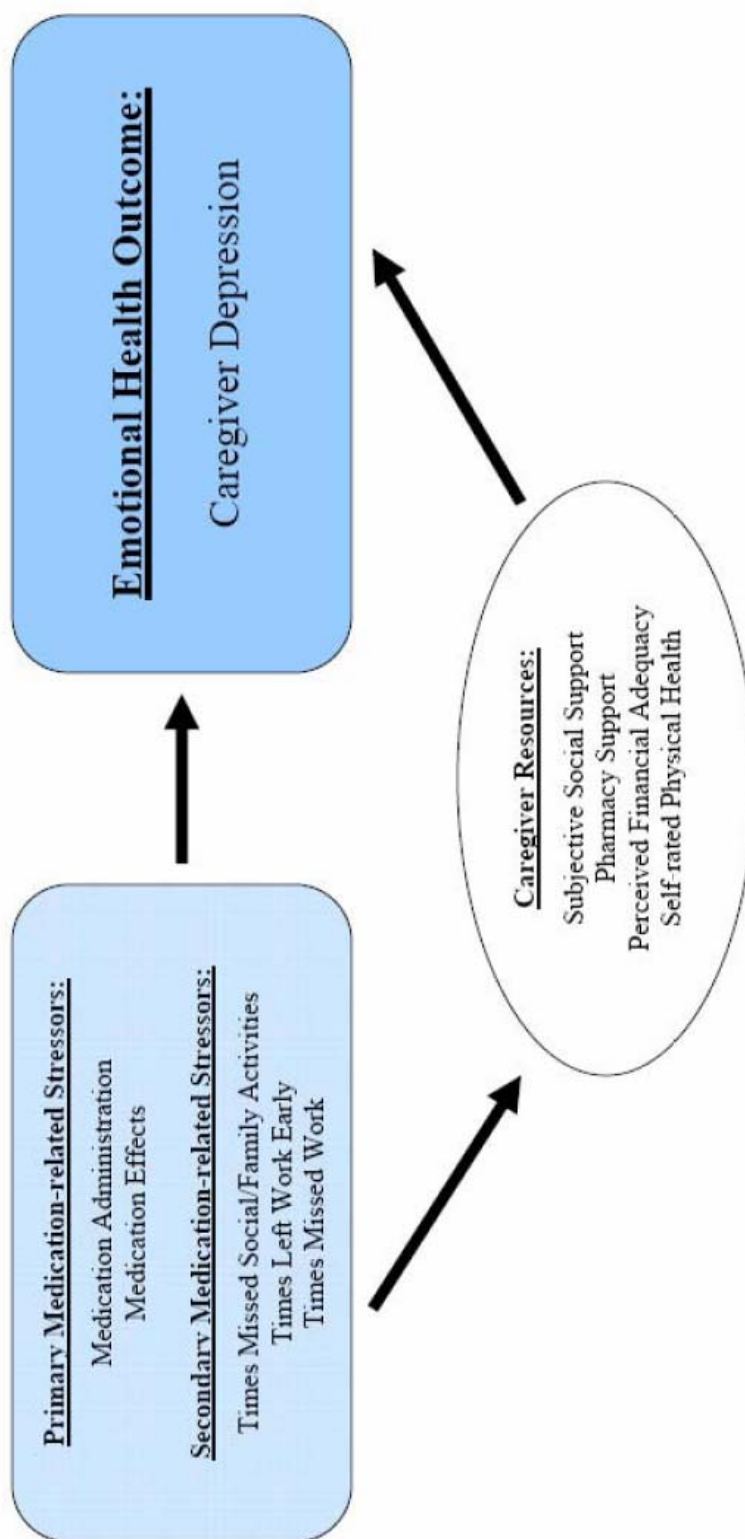 Primary Medication-related Stressors:
Medication Administration
Medication Effects
Secondary Medication-related Stressors:
Times Missed Social/Family Activities
Times Left Work Early
Times Missed Work
Emotional Health Outcome:
Caregiver Depression
Caregiver Resources:
Subjective Social Support
Pharmacy Support
Perceived Financial Adequacy
Self-rated Physical Health